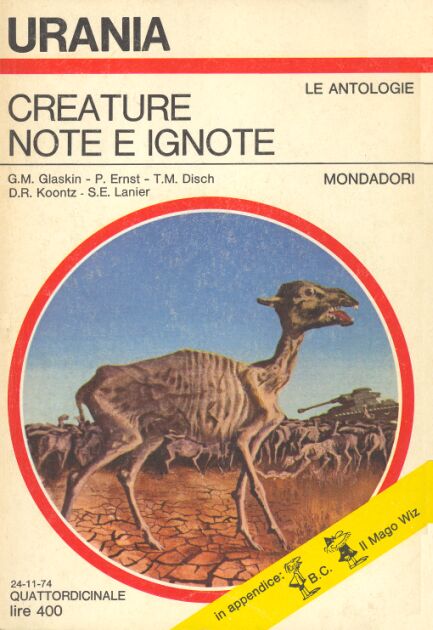 URANIA
LE ANTOLOGIE
CREATURE
NOTE E IGNOTE
G.M. Glaskin - P. Ernst - T.M. Disch
D.R. Koontz - S.E. Lanier
MONDADORI
24-11-74
QUATTORDICINALE
lire 400
in appendice:
B.C.
Il Mago Wiz